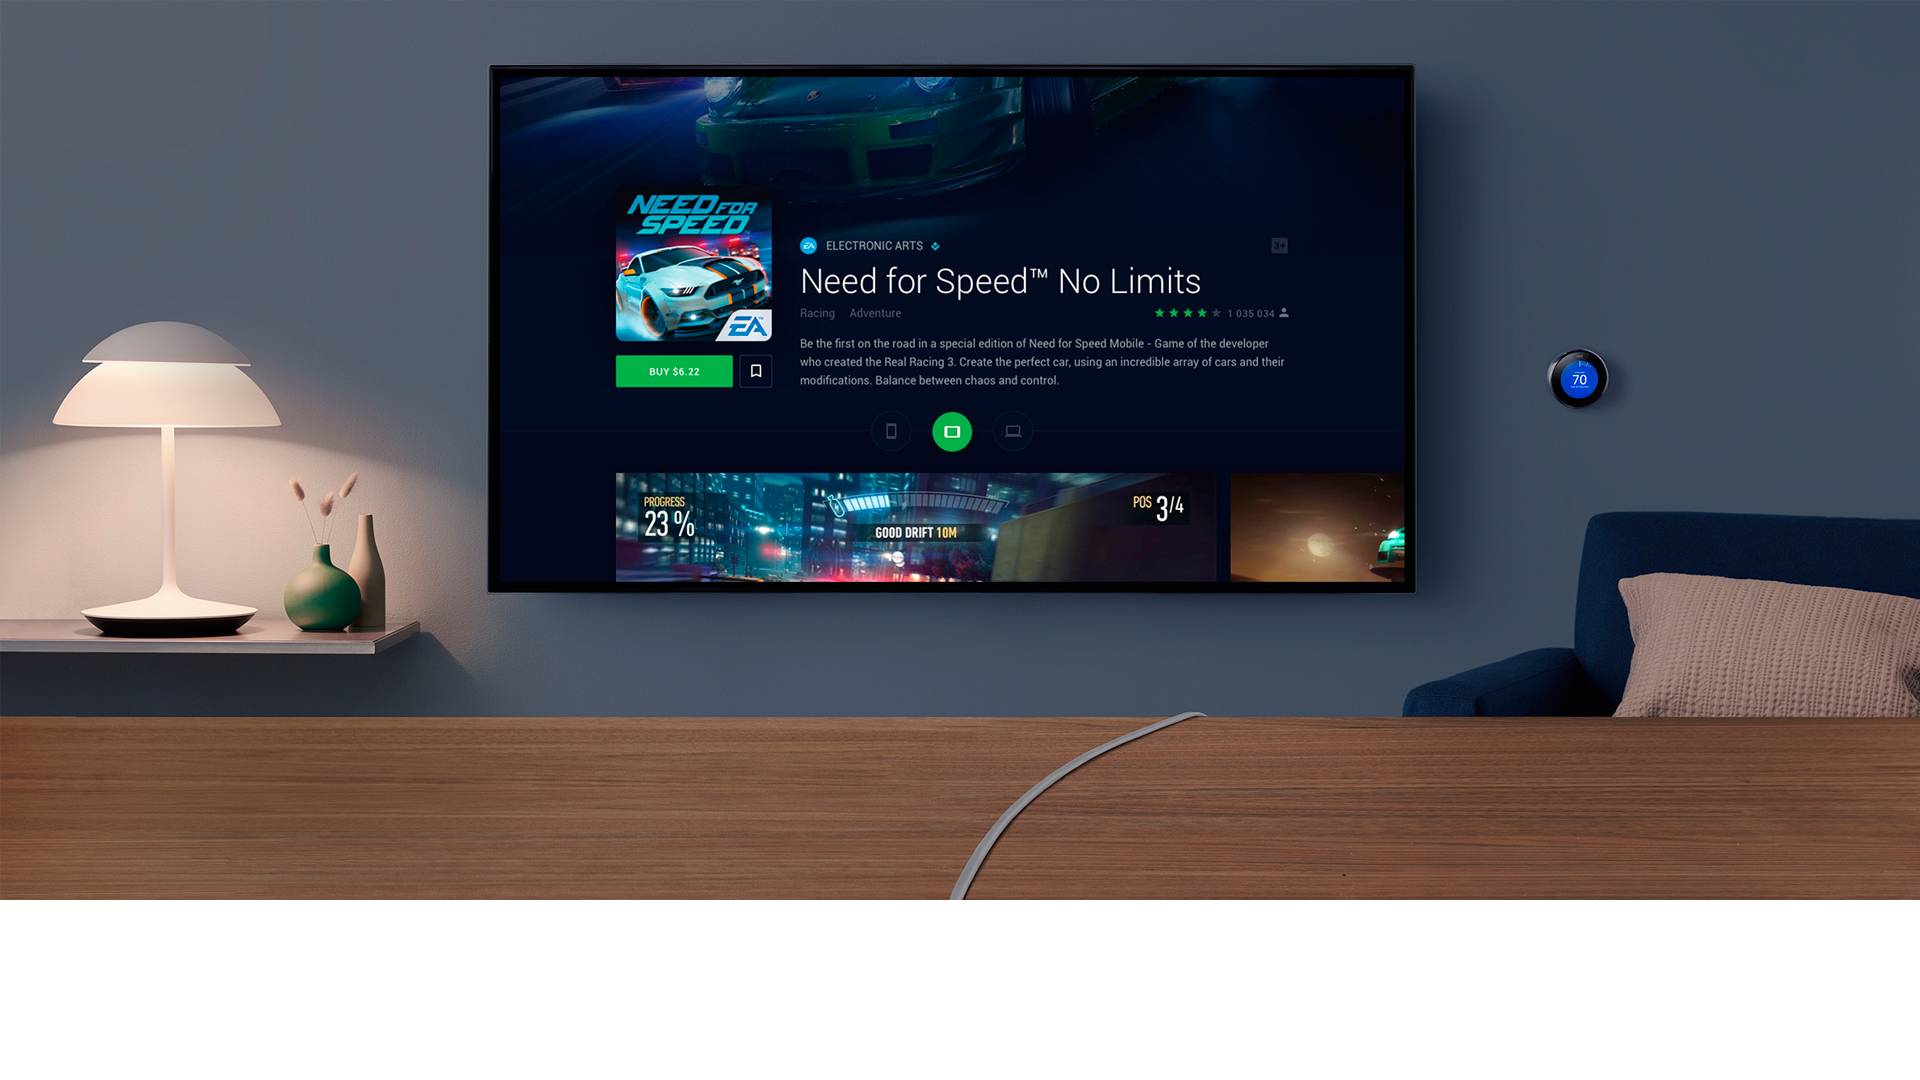 NEED FOR
SPEED
EA
BUY $6.22
EA
ELECTRONIC ARTS
3+
Need for Speed™ No Limits
Racing
Adventure
1 035 034
Be the first on the road in a special edition of Need for Speed Mobile - Game of the developer
who created the Real Racing 3. Create the perfect car, using an incredible array of cars and their
modifications. Balance between chaos and control.
PROGRESS
23 %
GOOD DRIFT 10M
POS 3/4
70